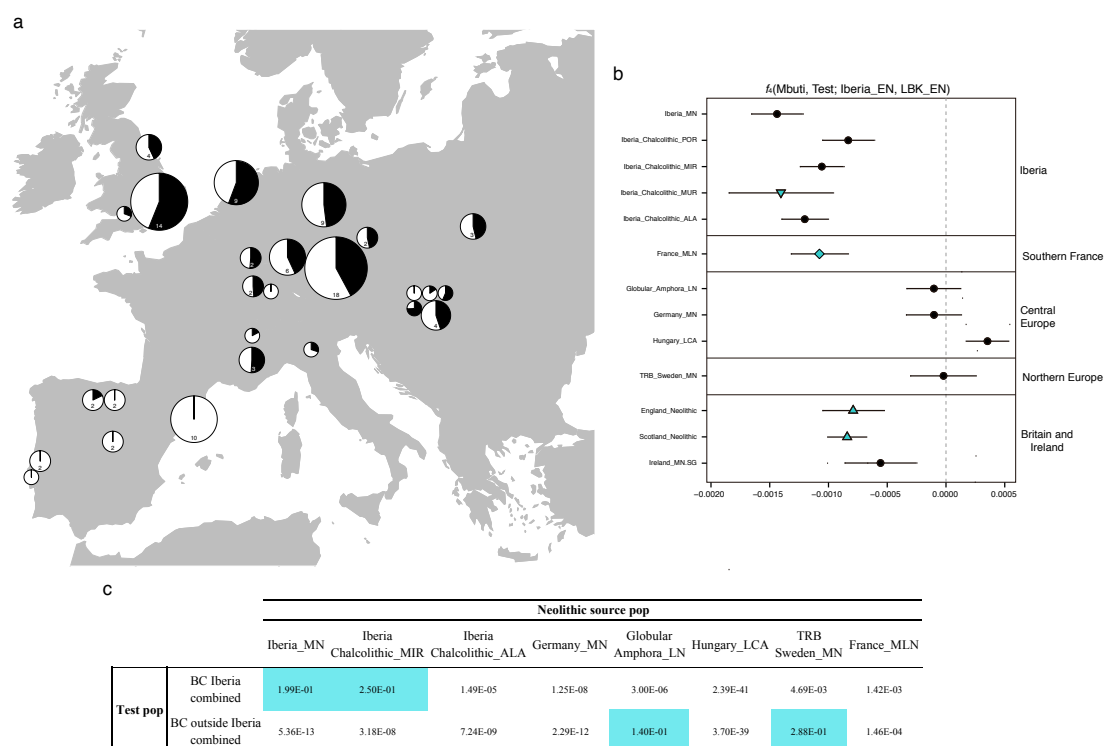 a
4
14
9
9
3
2
2
6
18
2
4
3
2
2
10
2
2
b
f4(Mbuti, Test; Iberia_EN, LBK_EN)
Iberia_MN
Iberia_Chalcolithic_POR
Iberia_Chalcolithic_MIR
Iberia_Chalcolithic_MUR
Iberia_Chalcolithic_ALA
Iberia
France_MLN
Southern France
Globular_Amphora_LN
Germany_MN
Hungary_LCA
Central
Europe
TRB_Sweden_MN
Northern Europe
England_Neolithic
Scotland_Neolithic
Ireland_MN.SG
Britain and
Ireland
−0.0020 −0.0015 −0.0010 −0.0005 0.0000 0.0005
c
Neolithic source pop
Iberia_MN Iberia Chalcolithic_MIR Iberia Chalcolithic_ALA Germany_MN Globular Amphora_LN Hungary_LCA TRB Sweden_MN France_MLN
Test pop
BC Iberia combined 1.99E-01 2.50E-01 1.49E-05 1.25E-08 3.00E-06 2.39E-41 4.69E-03 1.42E-03
BC outside Iberia combined 5.36E-13 3.18E-08 7.24E-09 2.29E-12 1.40E-01 3.70E-39 2.88E-01 1.46E-04